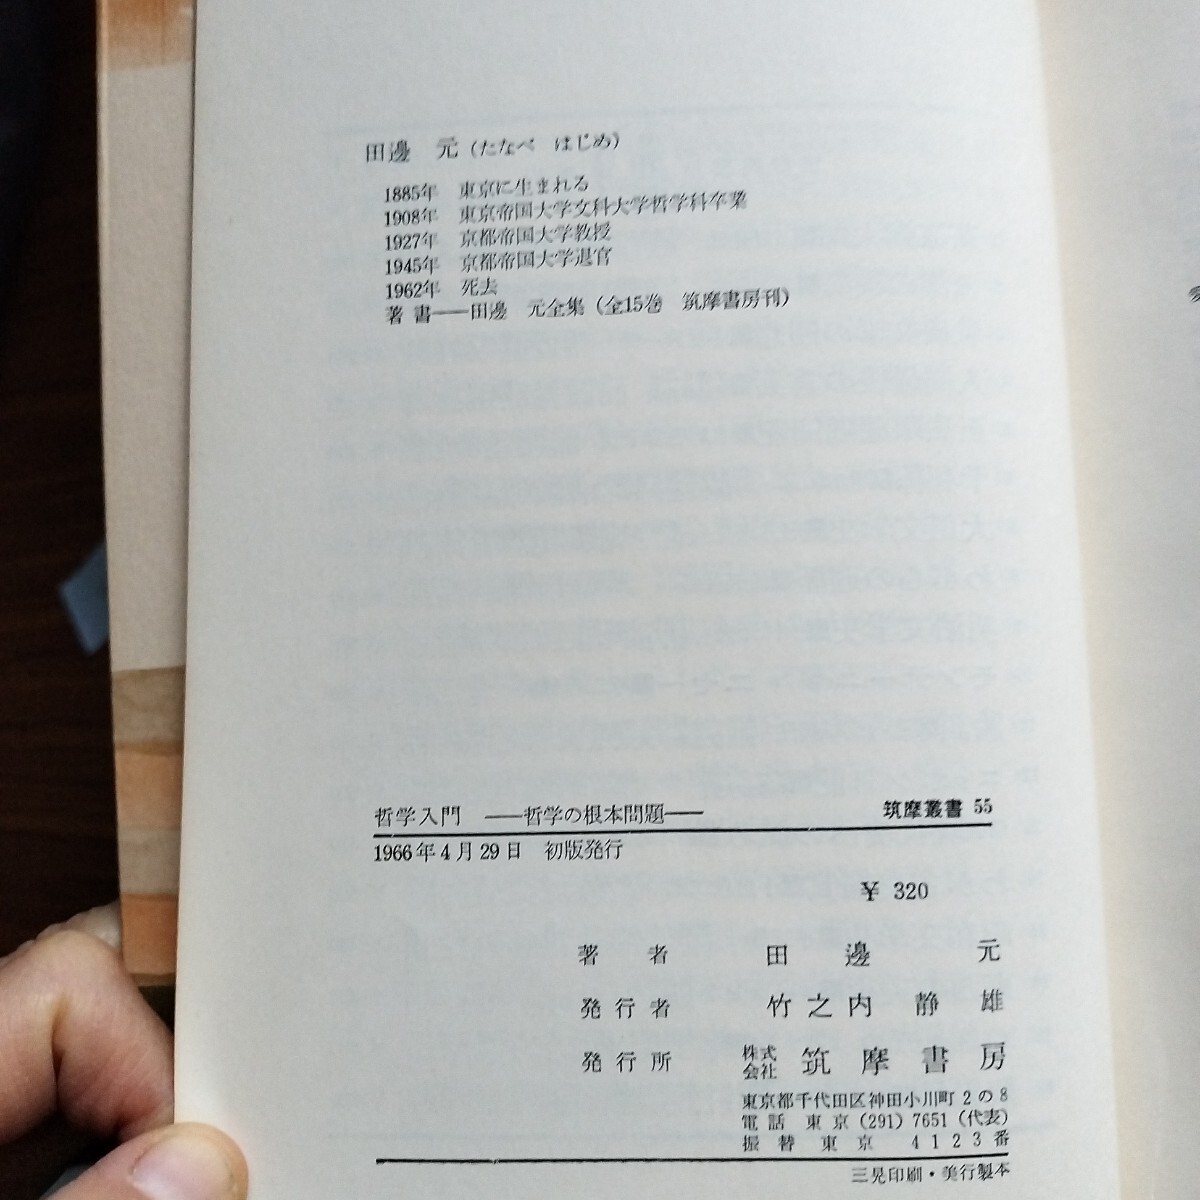 田邊　元（たなべ　はじめ）
1885年　東京に生まれる
1908年　東京帝国大学文科大学哲学科卒業
1927年　京都帝国大学教授
1945年　京都帝国大学退官
1962年　死去
著書――田邊　元全集（全15巻　筑摩書房刊）
哲学入門　――哲学の根本問題――　筑摩叢書 55
1966年4月29日　初版発行
¥ 320
著　者　田　邊　元
発行者　竹之内　静　雄
発行所　株式会社　筑　摩　書　房
東京都千代田区神田小川町2の8
電話　東京（291）7651（代表）
振替　東京　4123番
三晃印刷・美行製本